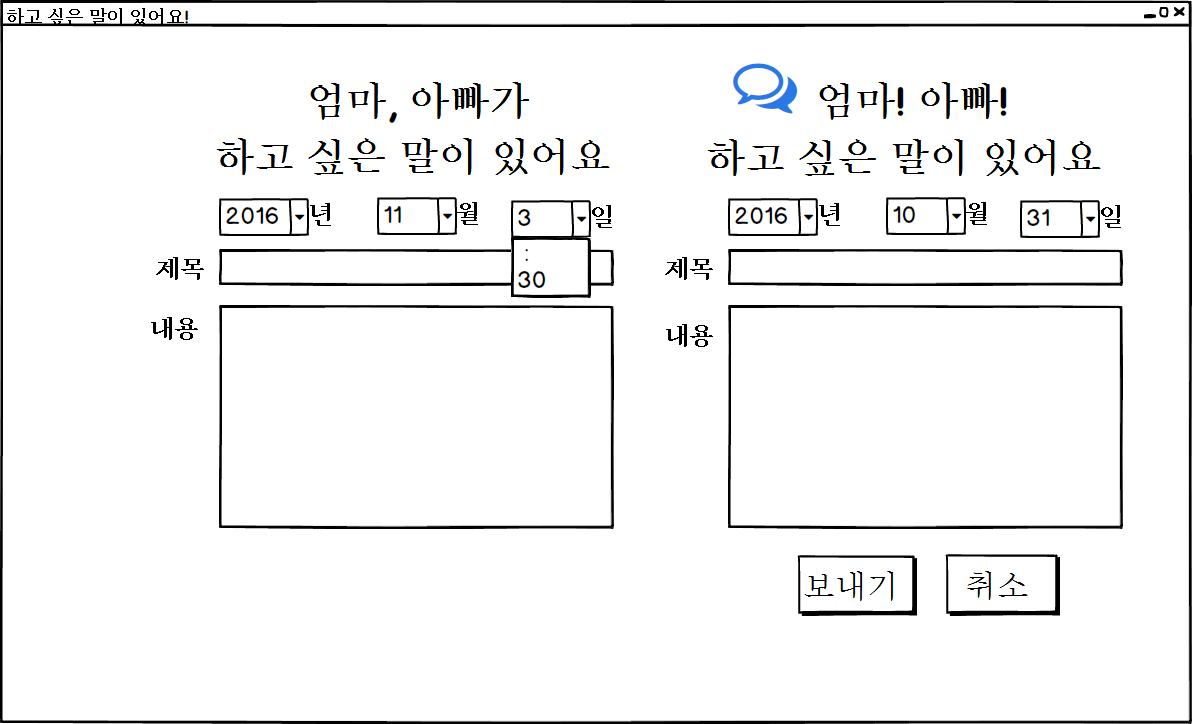 하고 싶은 말이 있어요!
엄마, 아빠가
하고 싶은 말이 있어요
2016 년 11 월 3 일
:
30
제목
내용
엄마! 아빠!
하고 싶은 말이 있어요
2016 년 10 월 31 일
제목
내용
보내기 취소